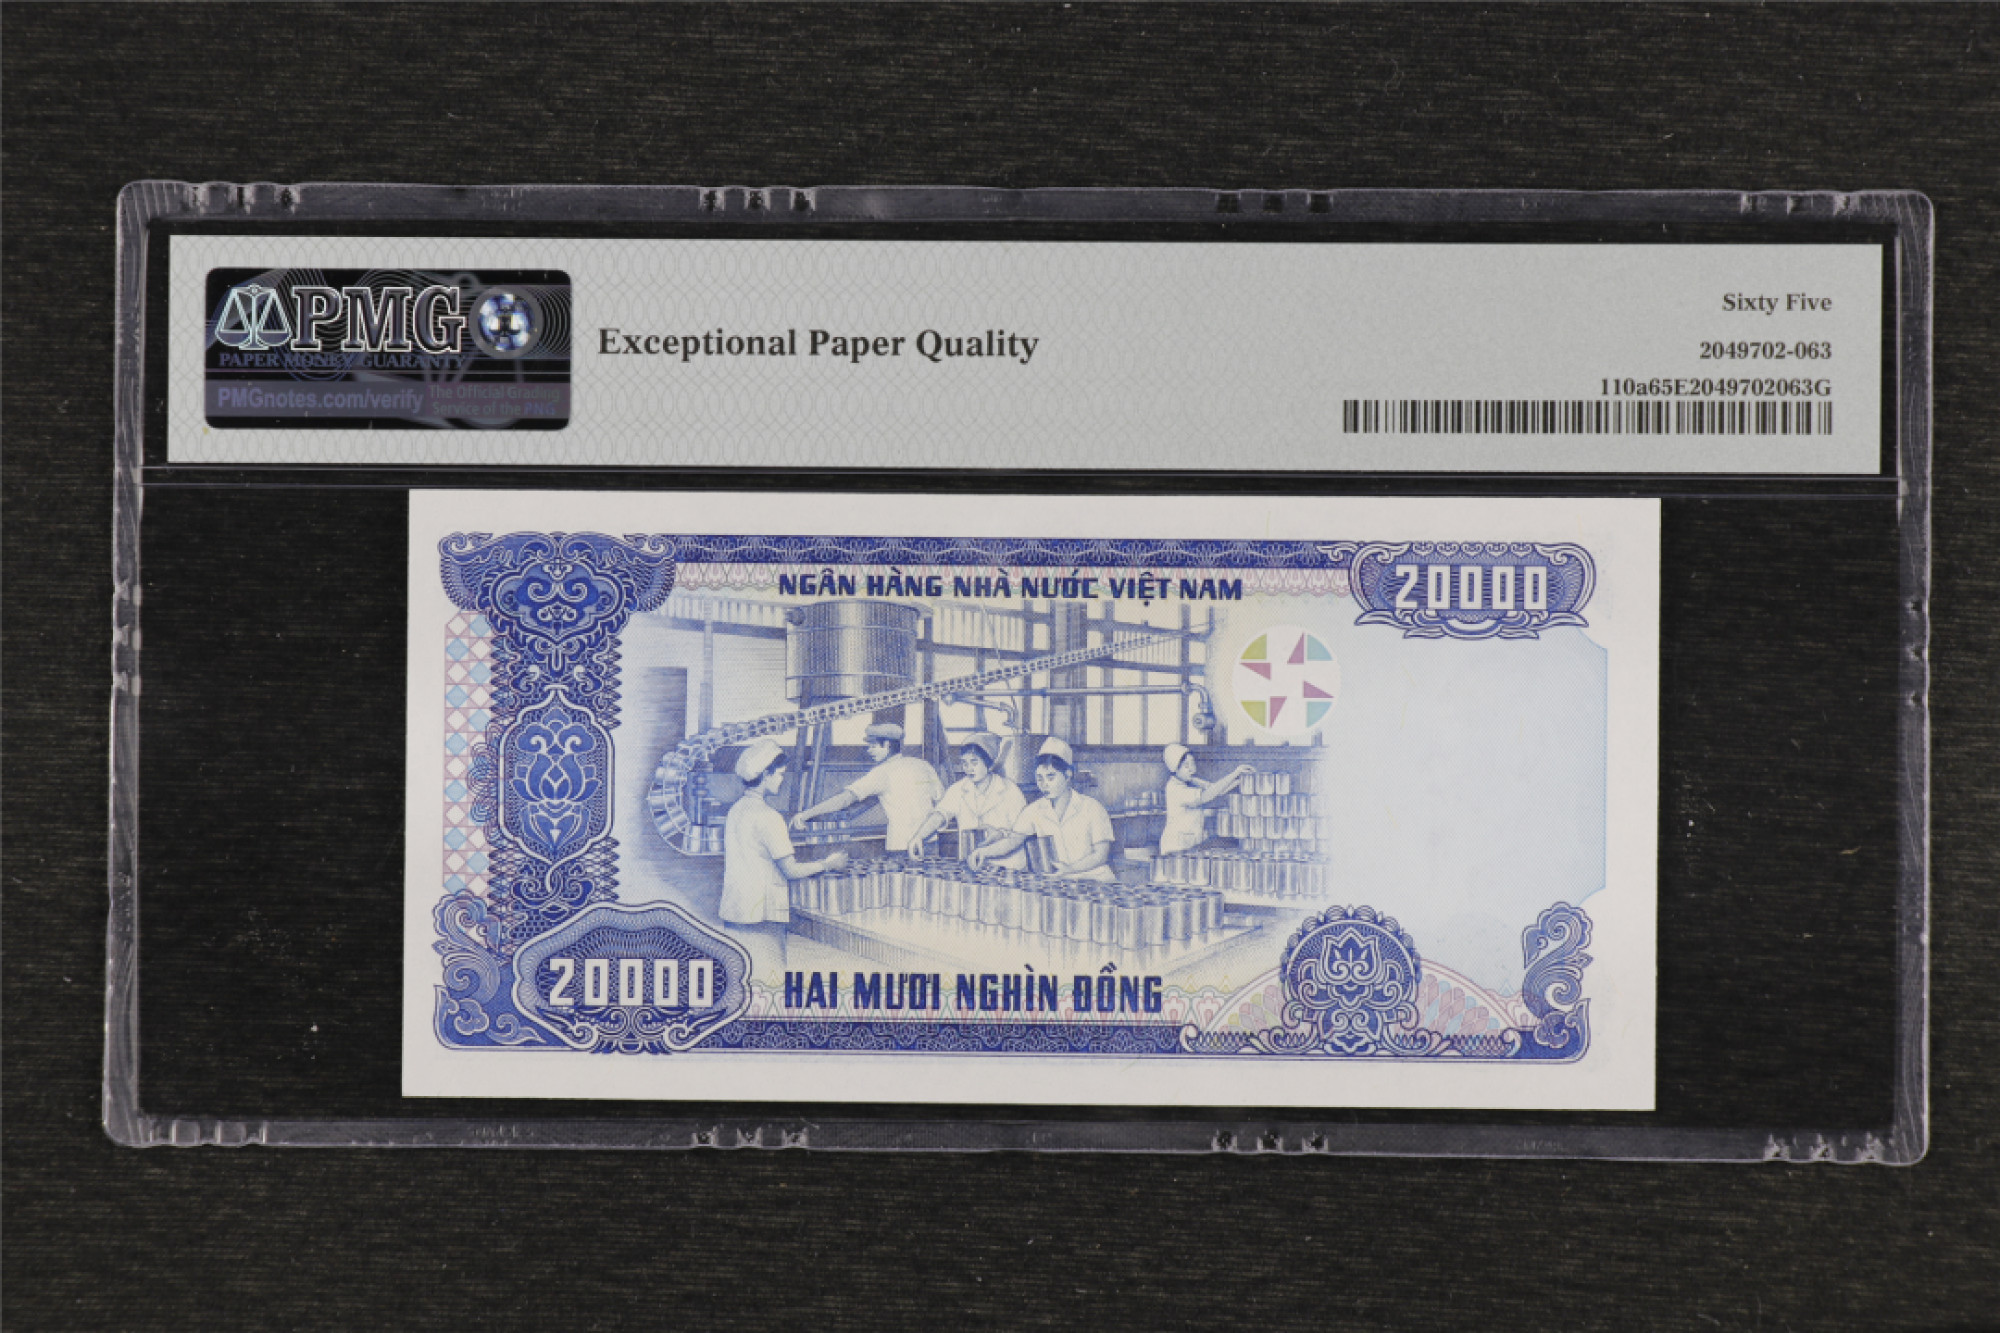 PMG
PAPER MONEY GUARANTY
PMGnotes.com/verify
The Official Grading
Service of the PNG
Exceptional Paper Quality
Sixty Five
2049702-063
110a65E2049702063G
NGÂN HÀNG NHÀ NƯỚC VIỆT NAM
20000
20000
HAI MƯƠI NGHÌN ĐỒNG